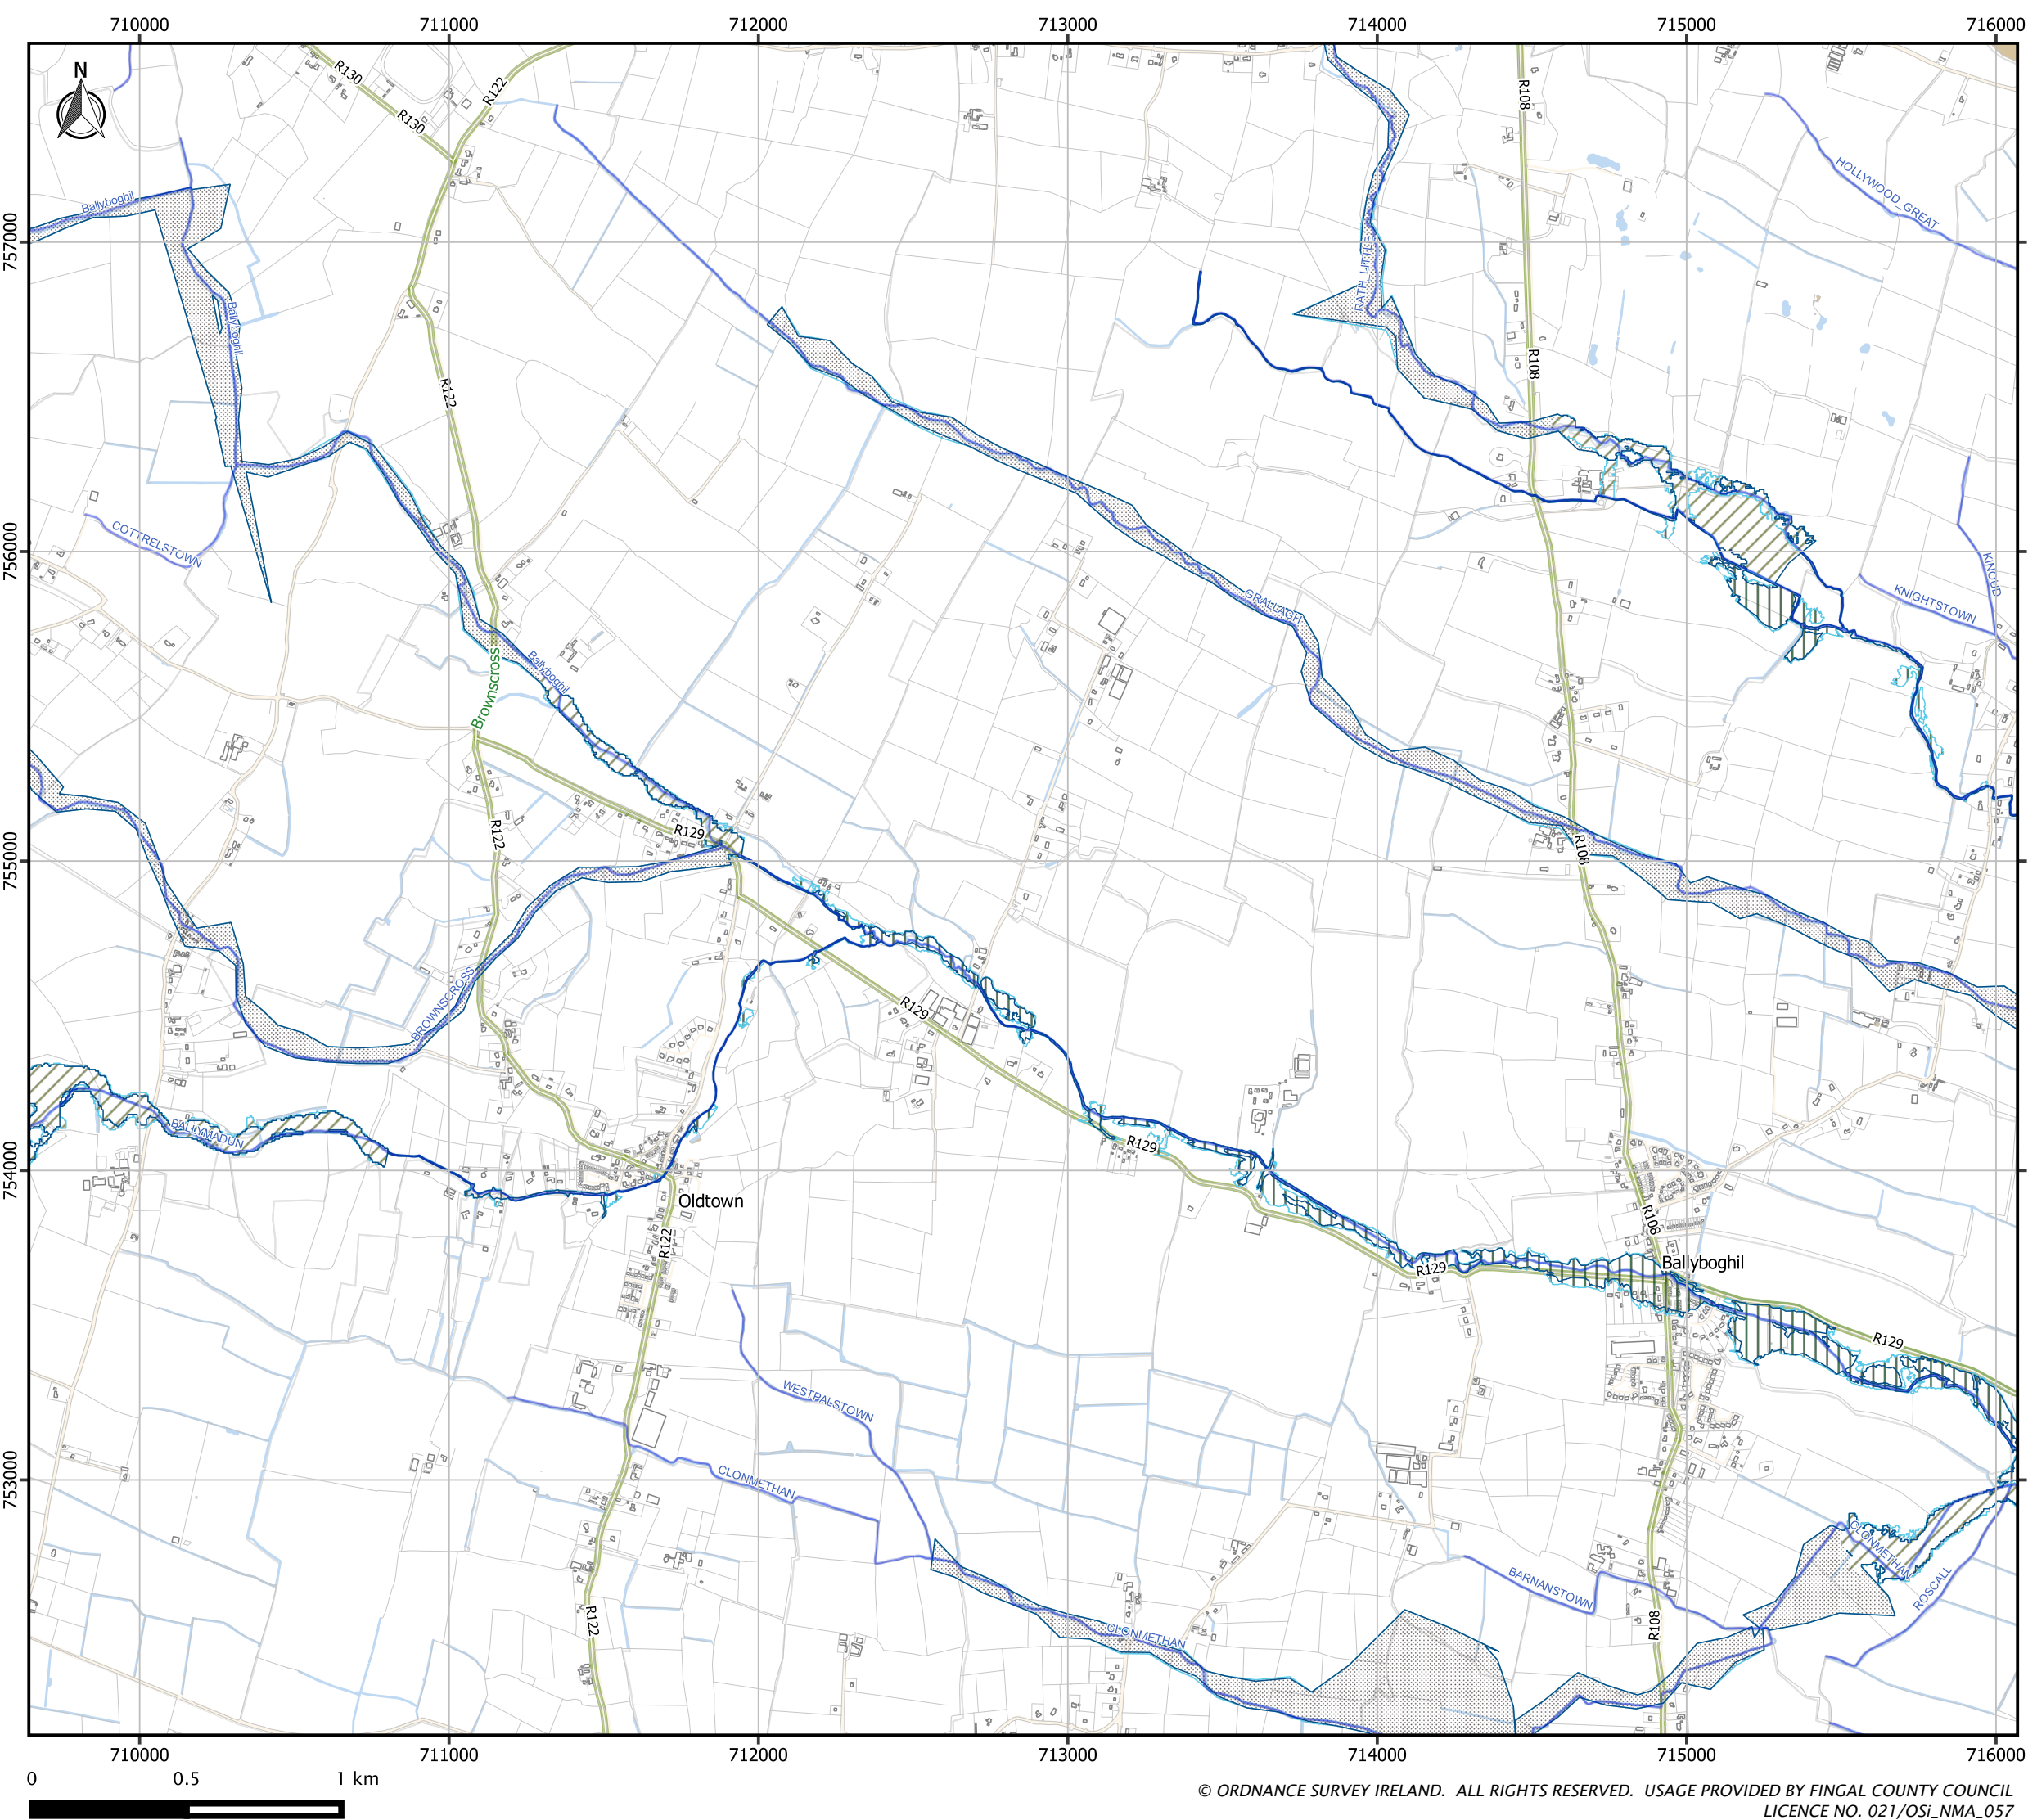 710000 711000 712000 713000 714000 715000 716000
N
R130
R122
R108
R130
HOLLYWOOD_GREAT
Ballyboghil
757000
RATH_LITTLE
Ballyboghil
R108
R122
COTTRELSTOWN
756000
KINOUD
KNIGHTSTOWN
GRALLAGH
Ballyboghil
Brownscross
R129
R122
R108
755000
BROWNSCROSS
R129
BALLYMADUN
R129
754000
Oldtown
R108
R122
Ballyboghil
R129
R129
WESTPALSTOWN
CLONMETHAN
753000
CLONMETHAN
BARNANSTOWN
ROSCALL
R122
CLONMETHAN
R108
710000 711000 712000 713000 714000 715000 716000
0 0.5 1 km
© ORDNANCE SURVEY IRELAND. ALL RIGHTS RESERVED. USAGE PROVIDED BY FINGAL COUNTY COUNCIL
LICENCE NO. 021/OSi_NMA_057